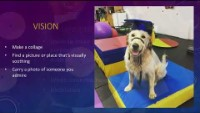 VISION
Make a collage
Find a picture or place that's visually
soothing
Carry a photo of someone you
admire